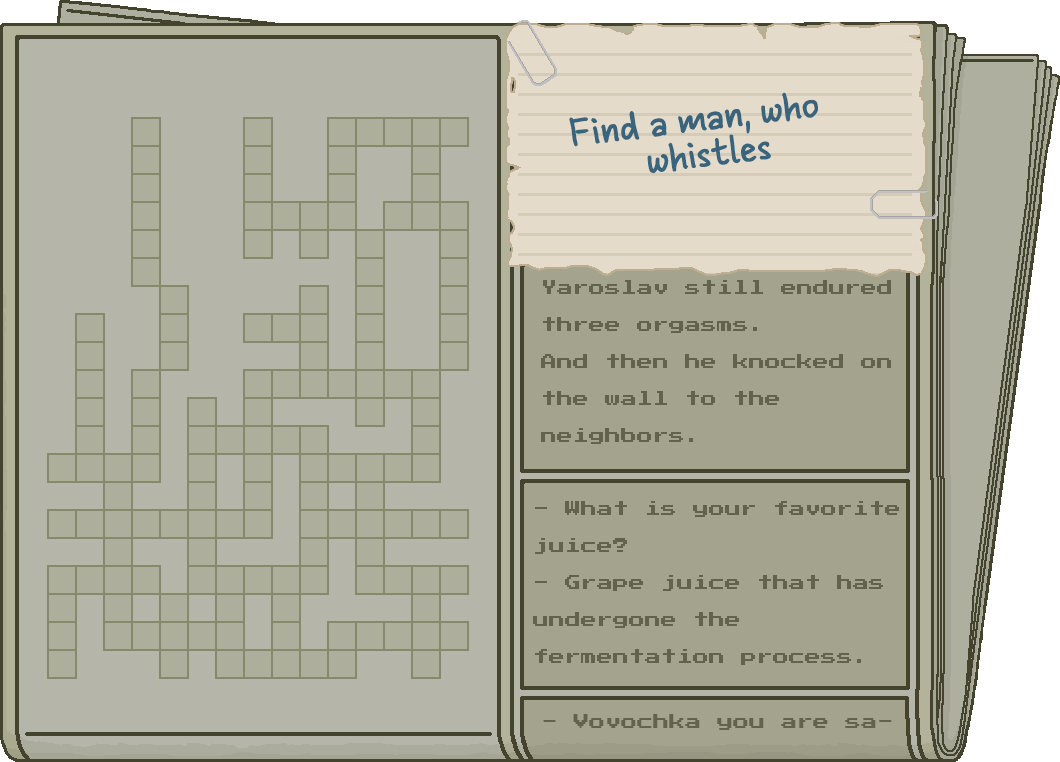 Find a man, who
whistles
Yaroslav still endured
three orgasms.
And then he knocked on
the wall to the
neighbors.
- What is your favorite
juice?
- Grape juice that has
undergone the
fermentation process.
- Vovochka you are sa-